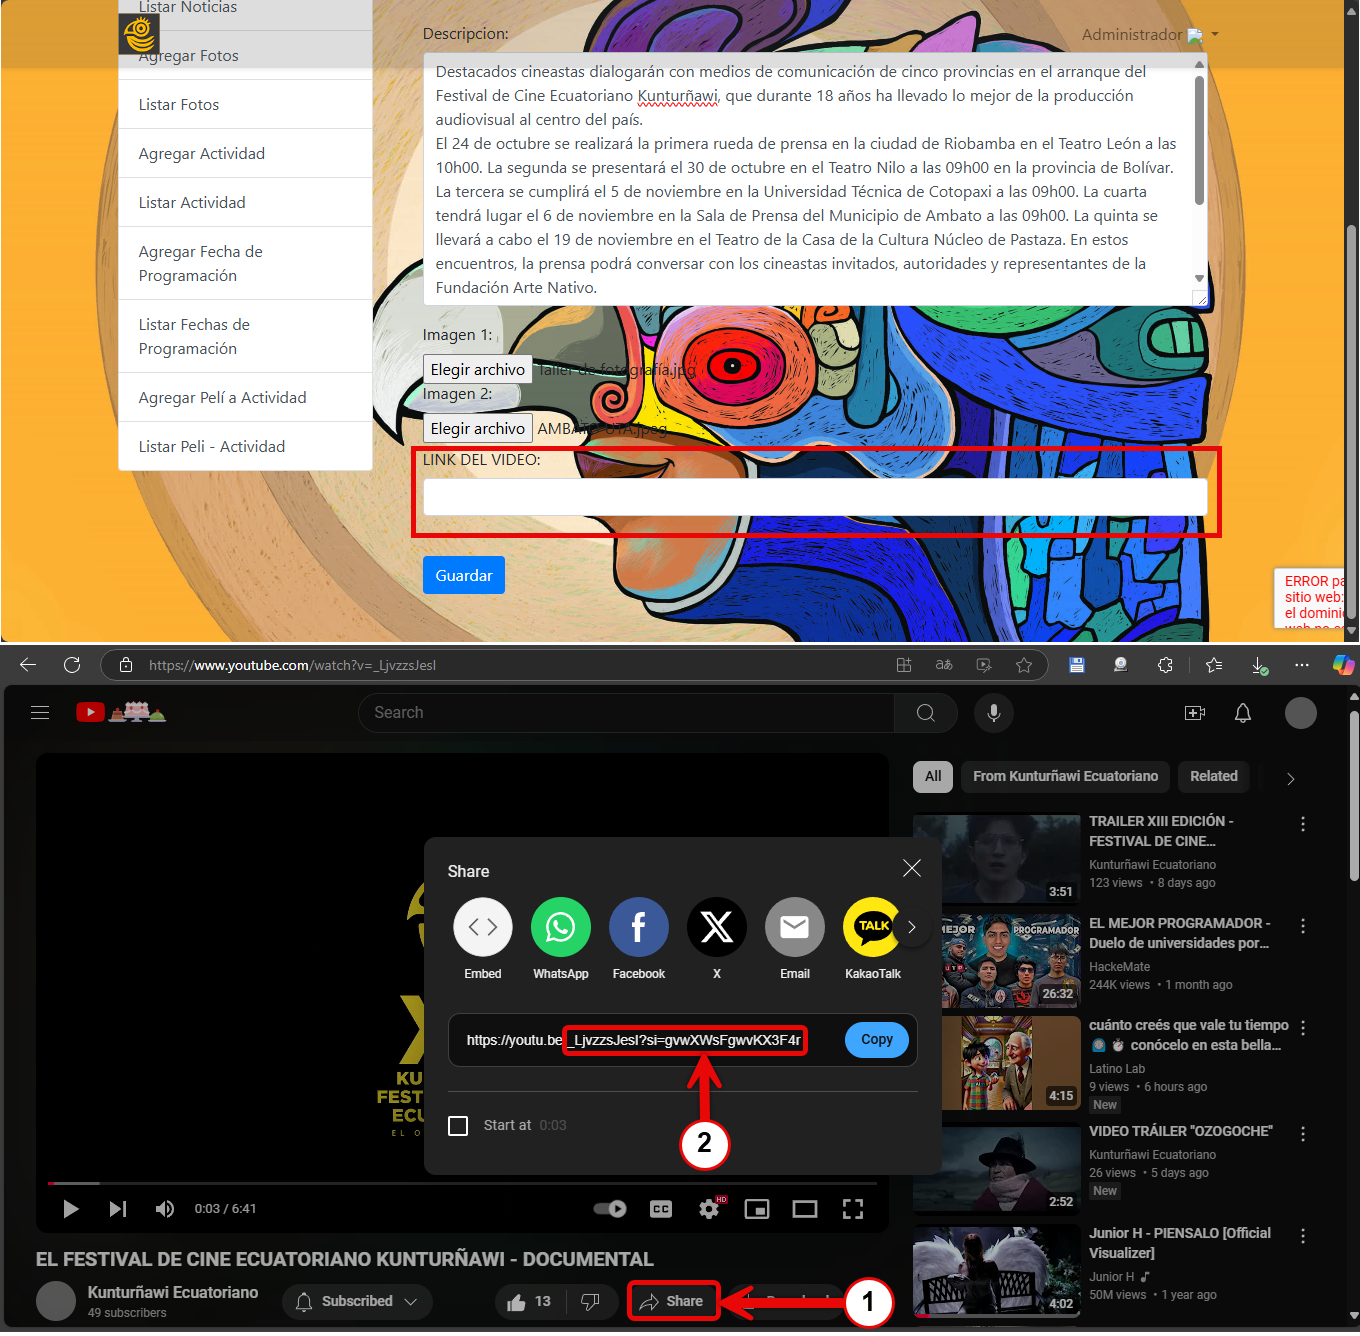 Listar Noticias
Agregar Fotos
Listar Fotos
Agregar Actividad
Listar Actividad
Agregar Fecha de
Programación
Listar Fechas de
Programación
Agregar Pelí a Actividad
Listar Peli - Actividad
Descripcion:
Administrador
Destacados cineastas dialogarán con medios de comunicación de cinco provincias en el arranque del
Festival de Cine Ecuatoriano Kunturñawi, que durante 18 años ha llevado lo mejor de la producción
audiovisual al centro del país.
El 24 de octubre se realizará la primera rueda de prensa en la ciudad de Riobamba en el Teatro León a las
10h00. La segunda se presentará el 30 de octubre en el Teatro Nilo a las 09h00 en la provincia de Bolívar.
La tercera se cumplirá el 5 de noviembre en la Universidad Técnica de Cotopaxi a las 09h00. La cuarta
tendrá lugar el 6 de noviembre en la Sala de Prensa del Municipio de Ambato a las 09h00. La quinta se
llevará a cabo el 19 de noviembre en el Teatro de la Casa de la Cultura Núcleo de Pastaza. En estos
encuentros, la prensa podrá conversar con los cineastas invitados, autoridades y representantes de la
Fundación Arte Nativo.
Imagen 1:
Elegir archivo Taller de fotografía.jpg
Imagen 2:
Elegir archivo AMBATO-UTA.jpeg
LINK DEL VIDEO:
Guardar
ERROR
sitio web:
el
https://www.youtube.com/watch?v=_LjvzzsJesI
Search
All
From Kunturñawi Ecuatoriano
Related
Share
Embed
WhatsApp
Facebook
X
Email
TALK
KakaoTalk
https://youtu.be/_LjvzzsJesI?si=gvwXWsFgwvKX3F4r
Copy
Start at 0:03
2
XI
KU
FEST
ECU
EL O
0:03 / 6:41
CC
HD
EL FESTIVAL DE CINE ECUATORIANO KUNTURÑAWI - DOCUMENTAL
Kunturñawi Ecuatoriano
49 subscribers
Subscribed
13
Share
1
TRAILER XIII EDICIÓN -
FESTIVAL DE CINE...
Kunturñawi Ecuatoriano
123 views • 8 days ago
3:51
EL MEJOR PROGRAMADOR -
Duelo de universidades por...
HackeMate
244K views • 1 month ago
MEJOR PROGRAMADOR
26:32
cuánto creés que vale tu tiempo
conócelo en esta bella...
Latino Lab
9 views • 6 hours ago
New
4:15
VIDEO TRÁILER "OZOGOCHE"
Kunturñawi Ecuatoriano
26 views • 5 days ago
New
2:52
Junior H - PIENSALO [Official
Visualizer]
Junior H
50M views • 1 year ago
4:02